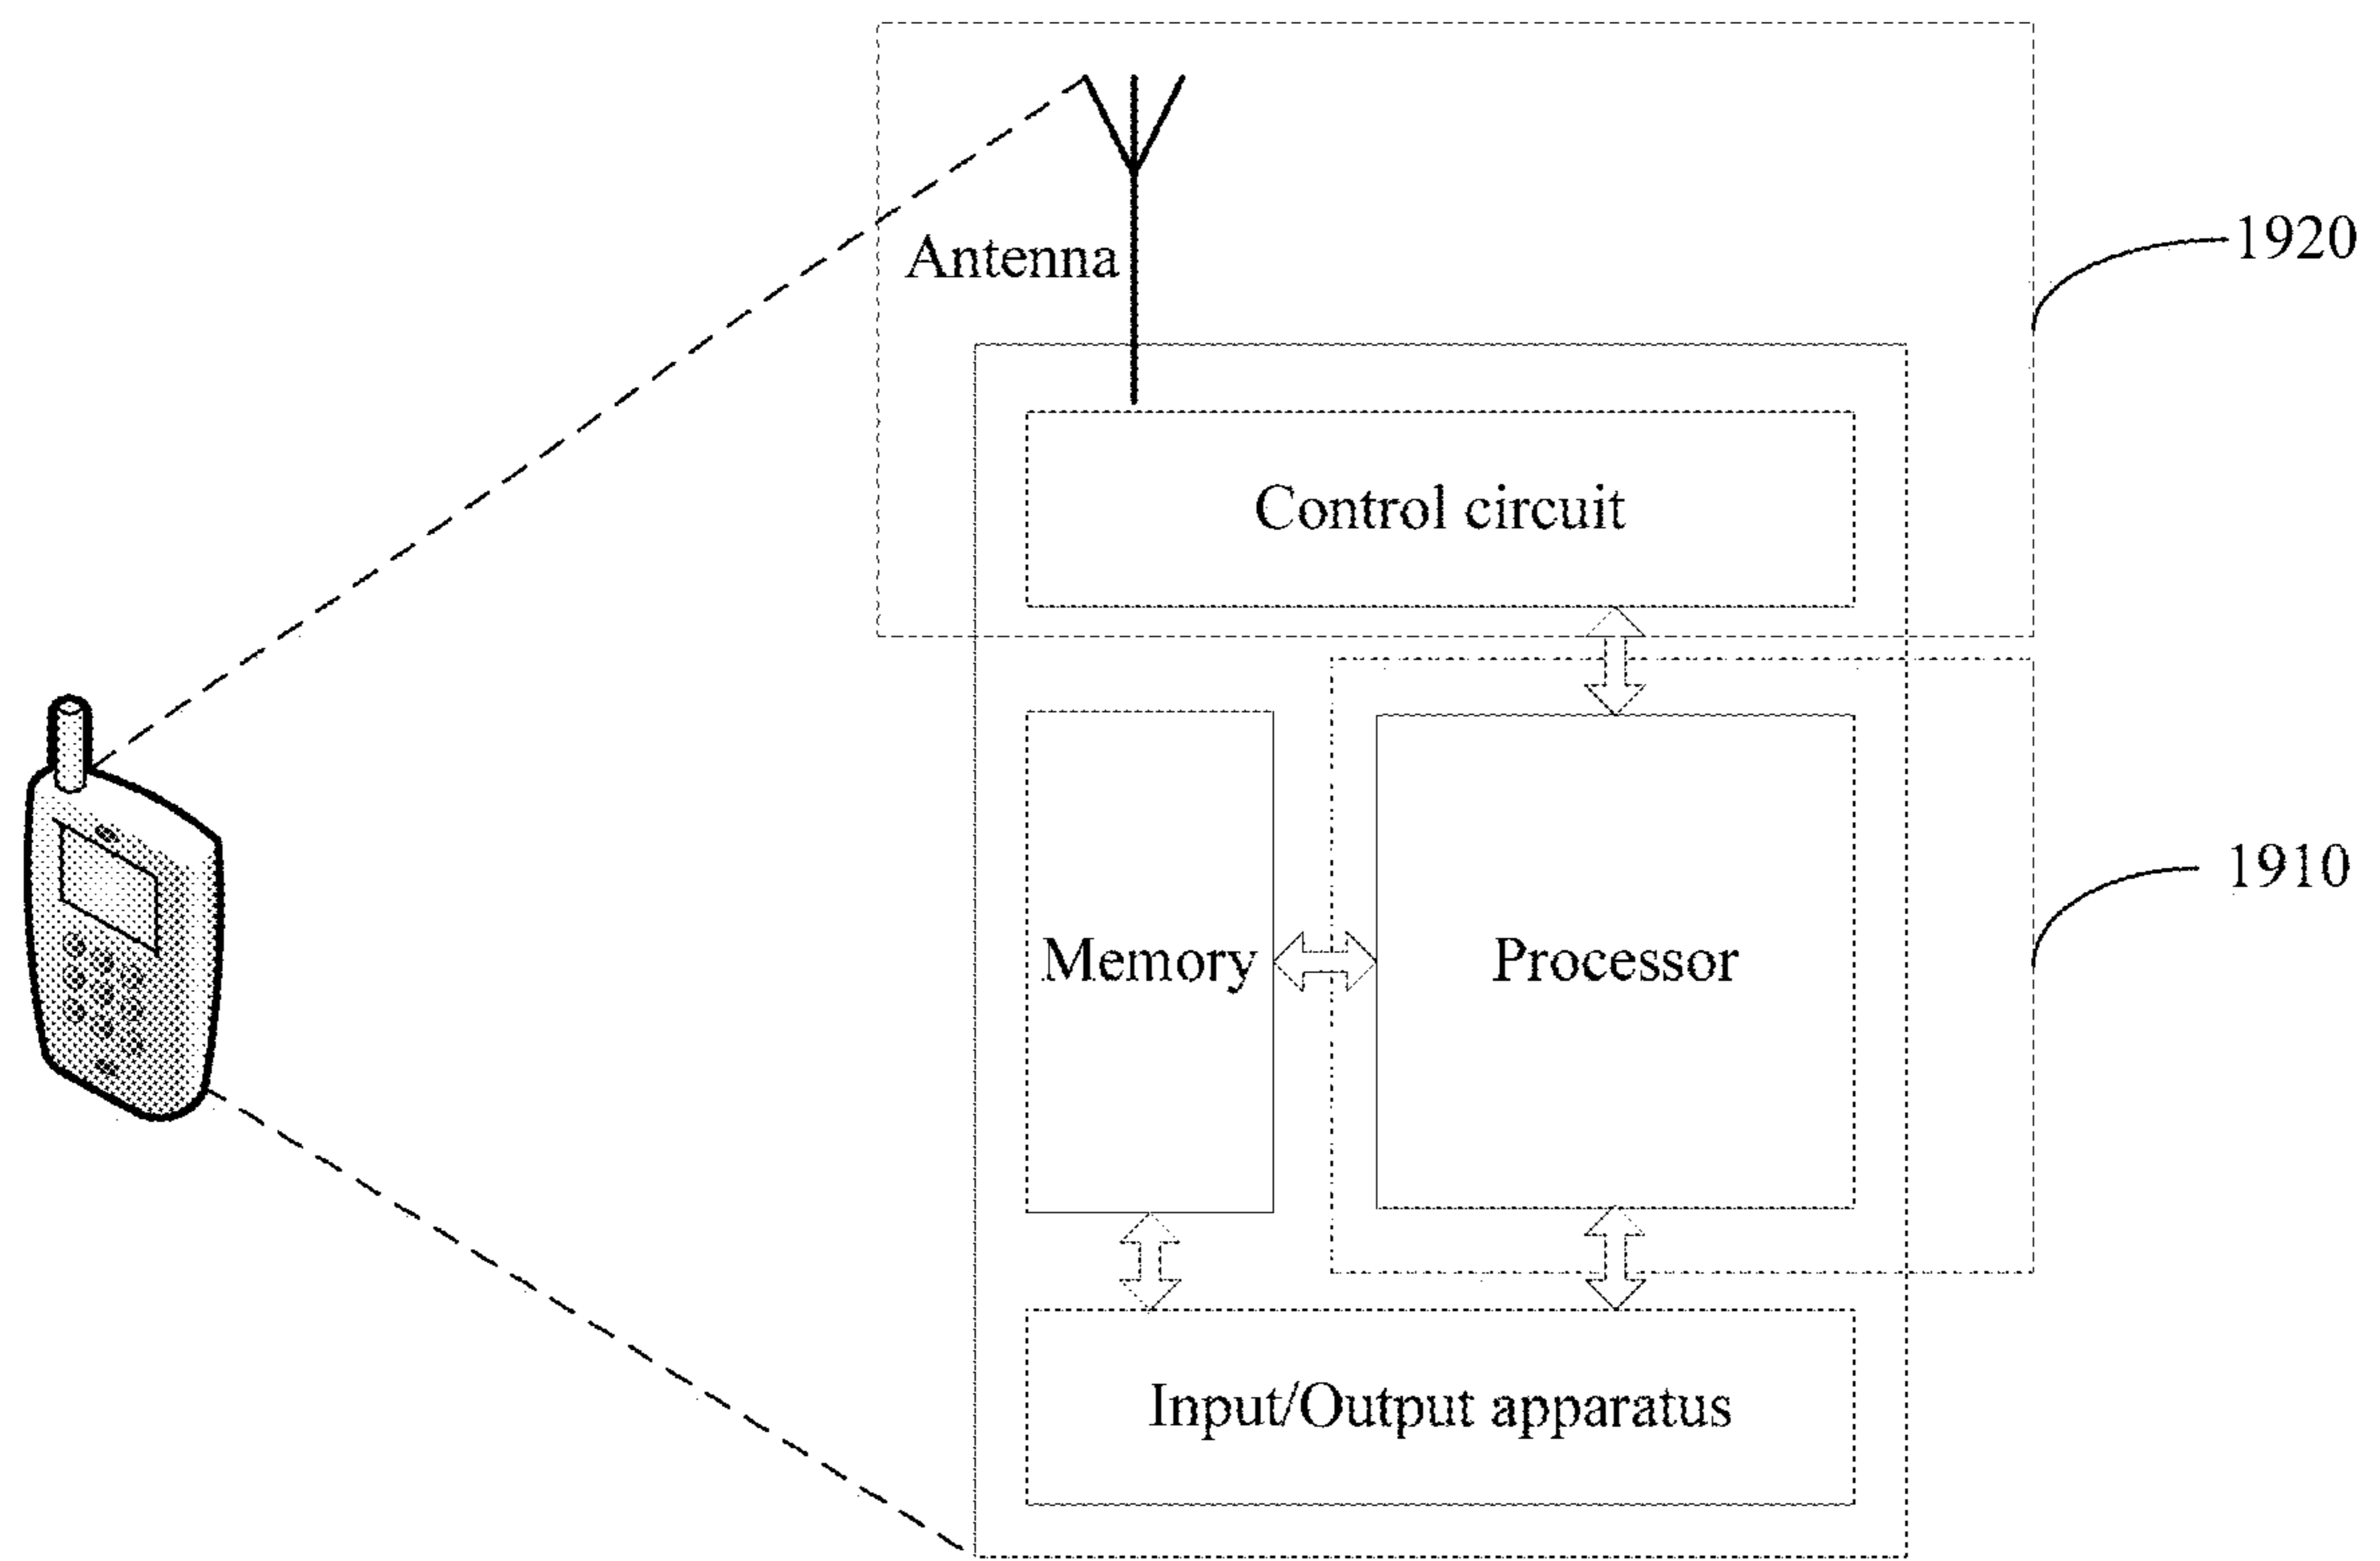 Antenna
1920
Control circuit
1910
Memory
Processor
Input/Output apparatus